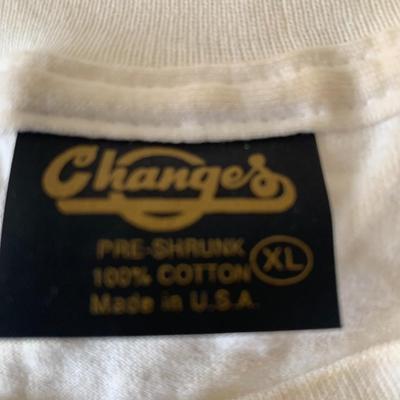 Changes
PRE-SHRUNK
100% COTTON
XL
Made in U.S.A.